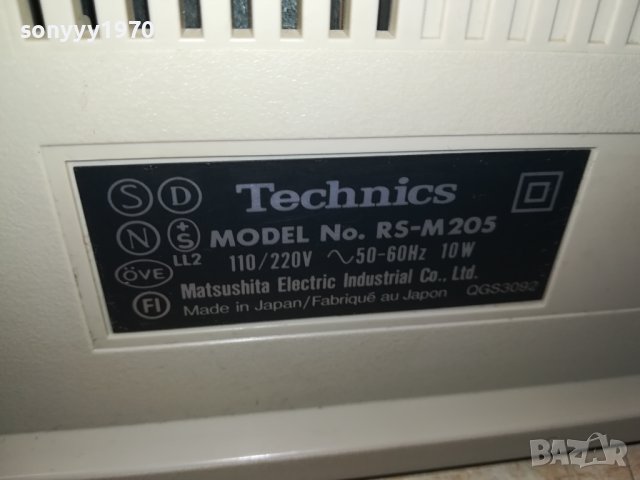 sonyyy1970
S D Technics
N +S MODEL No. RS-M205
LL2 110/220V ~50-60Hz 10W
ÖVE Matsushita Electric Industrial Co., Ltd.
FI Made in Japan/Fabriqué au Japon QGS3092
BAZAR